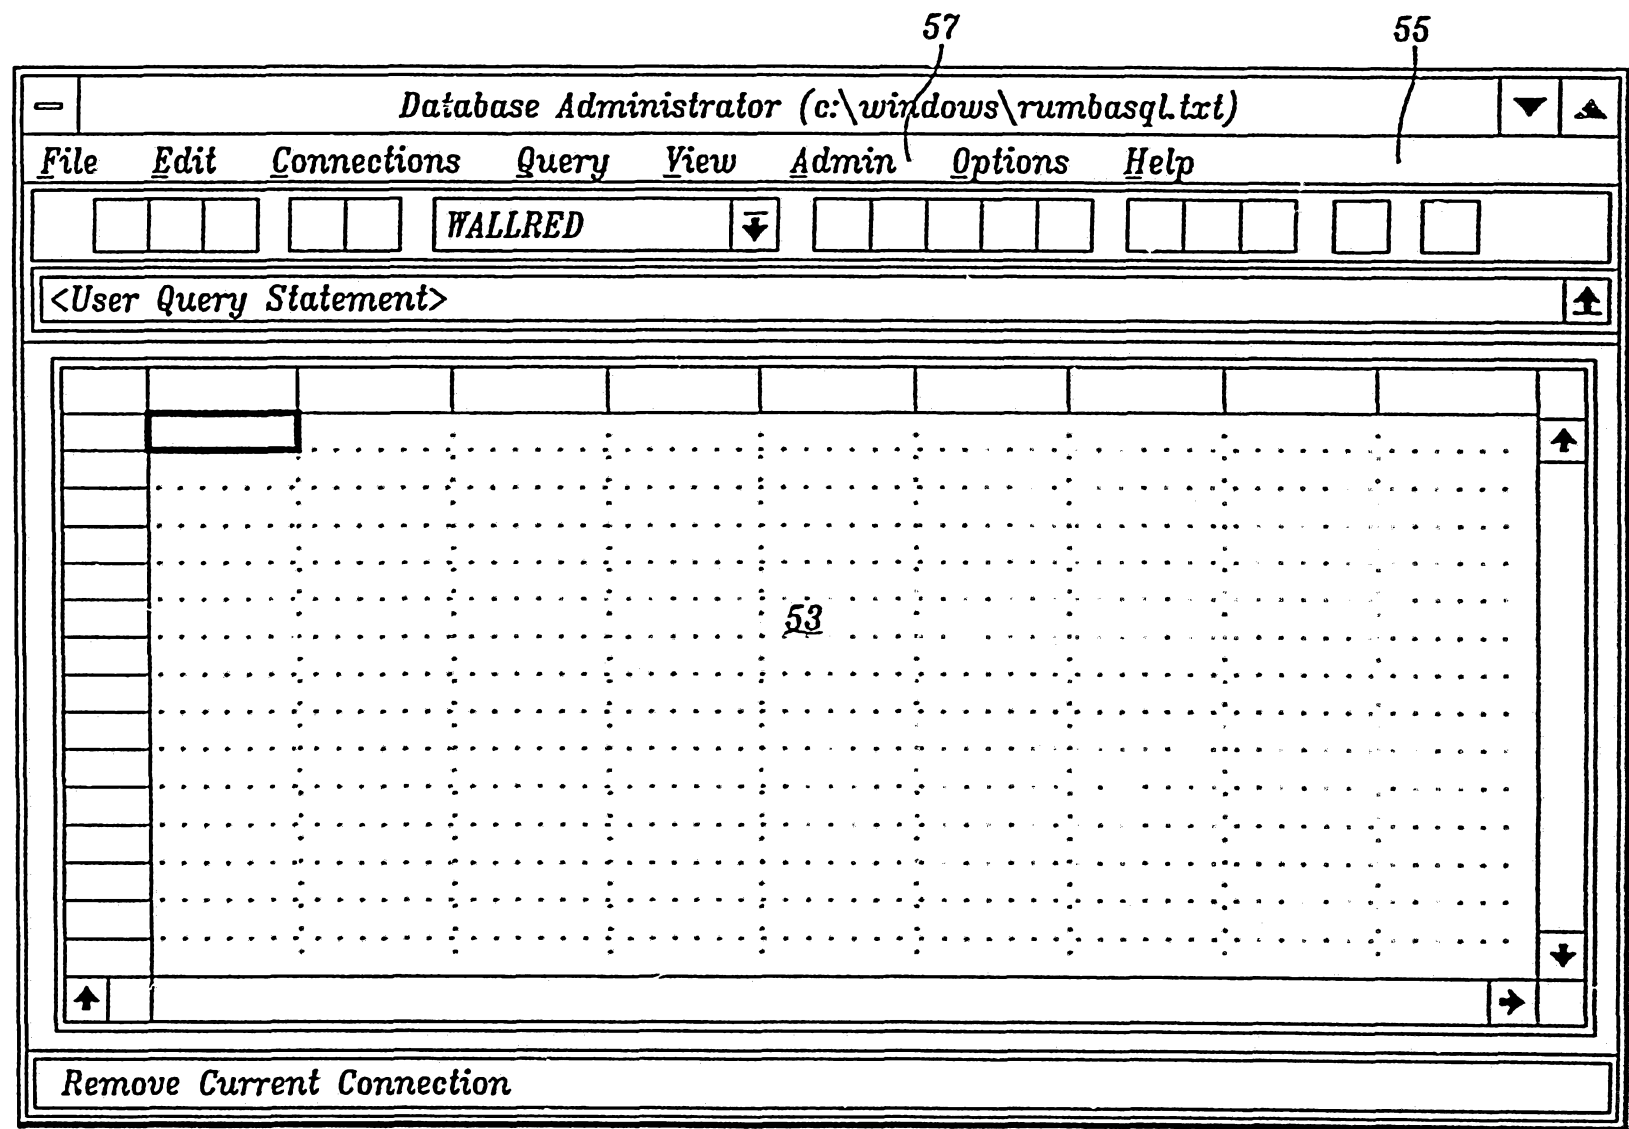 57 55
Database Administrator (c:\windows\rumbasql.txt)
File Edit Connections Query View Admin Options Help
WALLRED
<User Query Statement>
53
Remove Current Connection